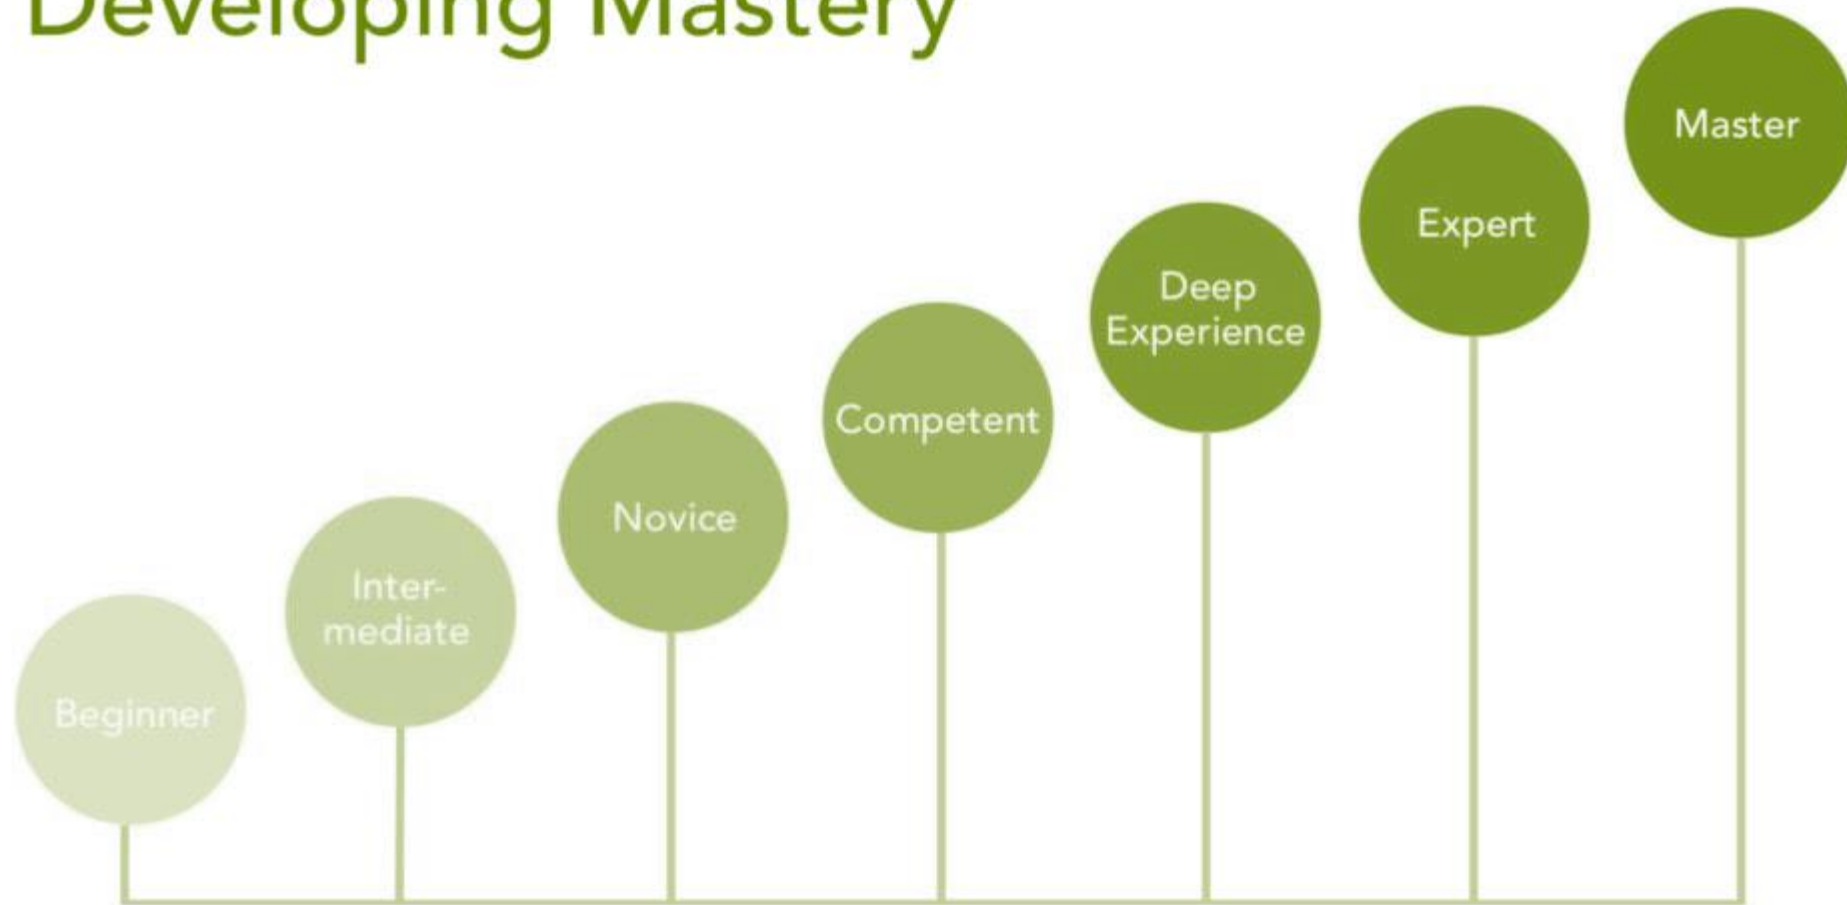 Developing Mastery
Beginner
Inter-
mediate
Novice
Competent
Deep
Experience
Expert
Master